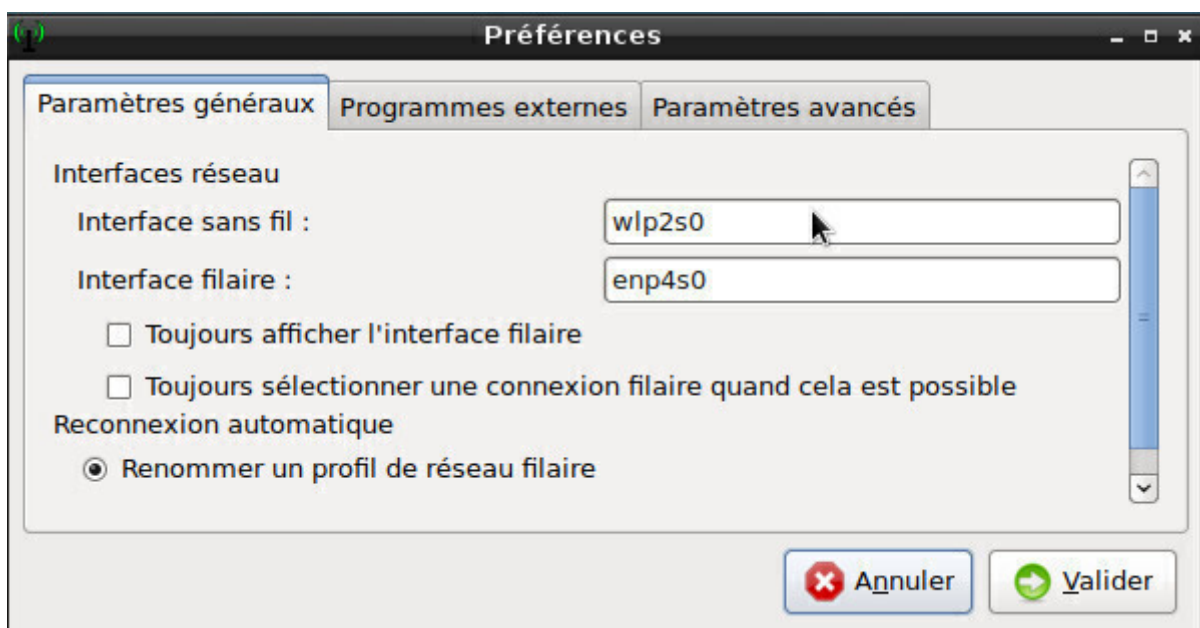 Préférences
Paramètres généraux Programmes externes Paramètres avancés
Interfaces réseau
Interface sans fil : wlp2s0
Interface filaire : enp4s0
Toujours afficher l'interface filaire
Toujours sélectionner une connexion filaire quand cela est possible
Reconnexion automatique
Renommer un profil de réseau filaire
Annuler Valider